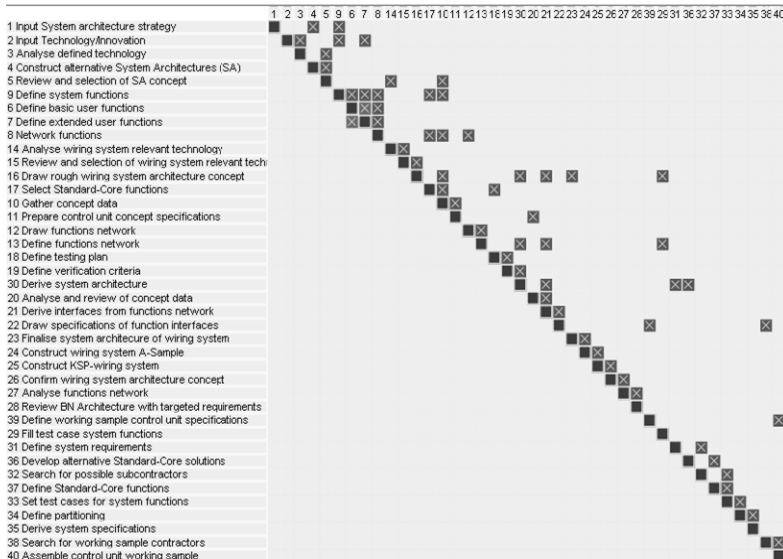 1 2 3 4 5 9 6 7 8 14 15 16 17 10 11 12 13 18 19 30 20 21 22 23 24 25 26 27 28 39 29 31 36 32 37 33 34 35 38 40
1 Input System architecture strategy
2 Input Technology/Innovation
3 Analyse defined technology
4 Construct alternative System Architectures (SA)
5 Review and selection of SA concept
9 Define system functions
6 Define basic user functions
7 Define extended user functions
8 Network functions
14 Analyse wiring system relevant technology
15 Review and selection of wiring system relevant tech
16 Draw rough wiring system architecture concept
17 Select Standard-Core functions
10 Gather concept data
11 Prepare control unit concept specifications
12 Draw functions network
13 Define functions network
18 Define testing plan
19 Define verification criteria
30 Derive system architecture
20 Analyse and review of concept data
21 Derive interfaces from functions network
22 Draw specifications of function interfaces
23 Finalise system architecure of wiring system
24 Construct wiring system A-Sample
25 Construct KSP-wiring system
26 Confirm wiring system architecture concept
27 Analyse functions network
28 Review BN Architecture with targeted requirements
39 Define working sample control unit specifications
29 Fill test case system functions
31 Define system requirements
36 Develop alternative Standard-Core solutions
32 Search for possible subcontractors
37 Define Standard-Core functions
33 Set test cases for system functions
34 Define partitioning
35 Derive system specifications
38 Search for working sample contractors
40 Assemble control unit working sample